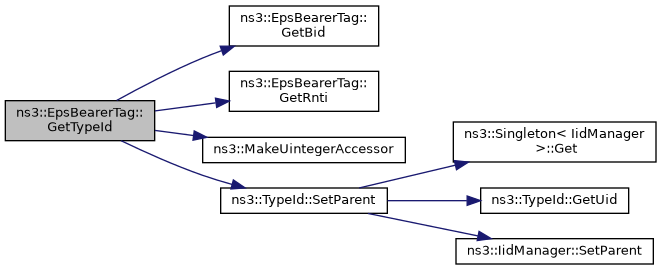 ns3::EpsBearerTag::
GetTypeId
ns3::EpsBearerTag::
GetBid
ns3::EpsBearerTag::
GetRnti
ns3::MakeUintegerAccessor
ns3::TypeId::SetParent
ns3::Singleton< IidManager
>::Get
ns3::TypeId::GetUid
ns3::IidManager::SetParent